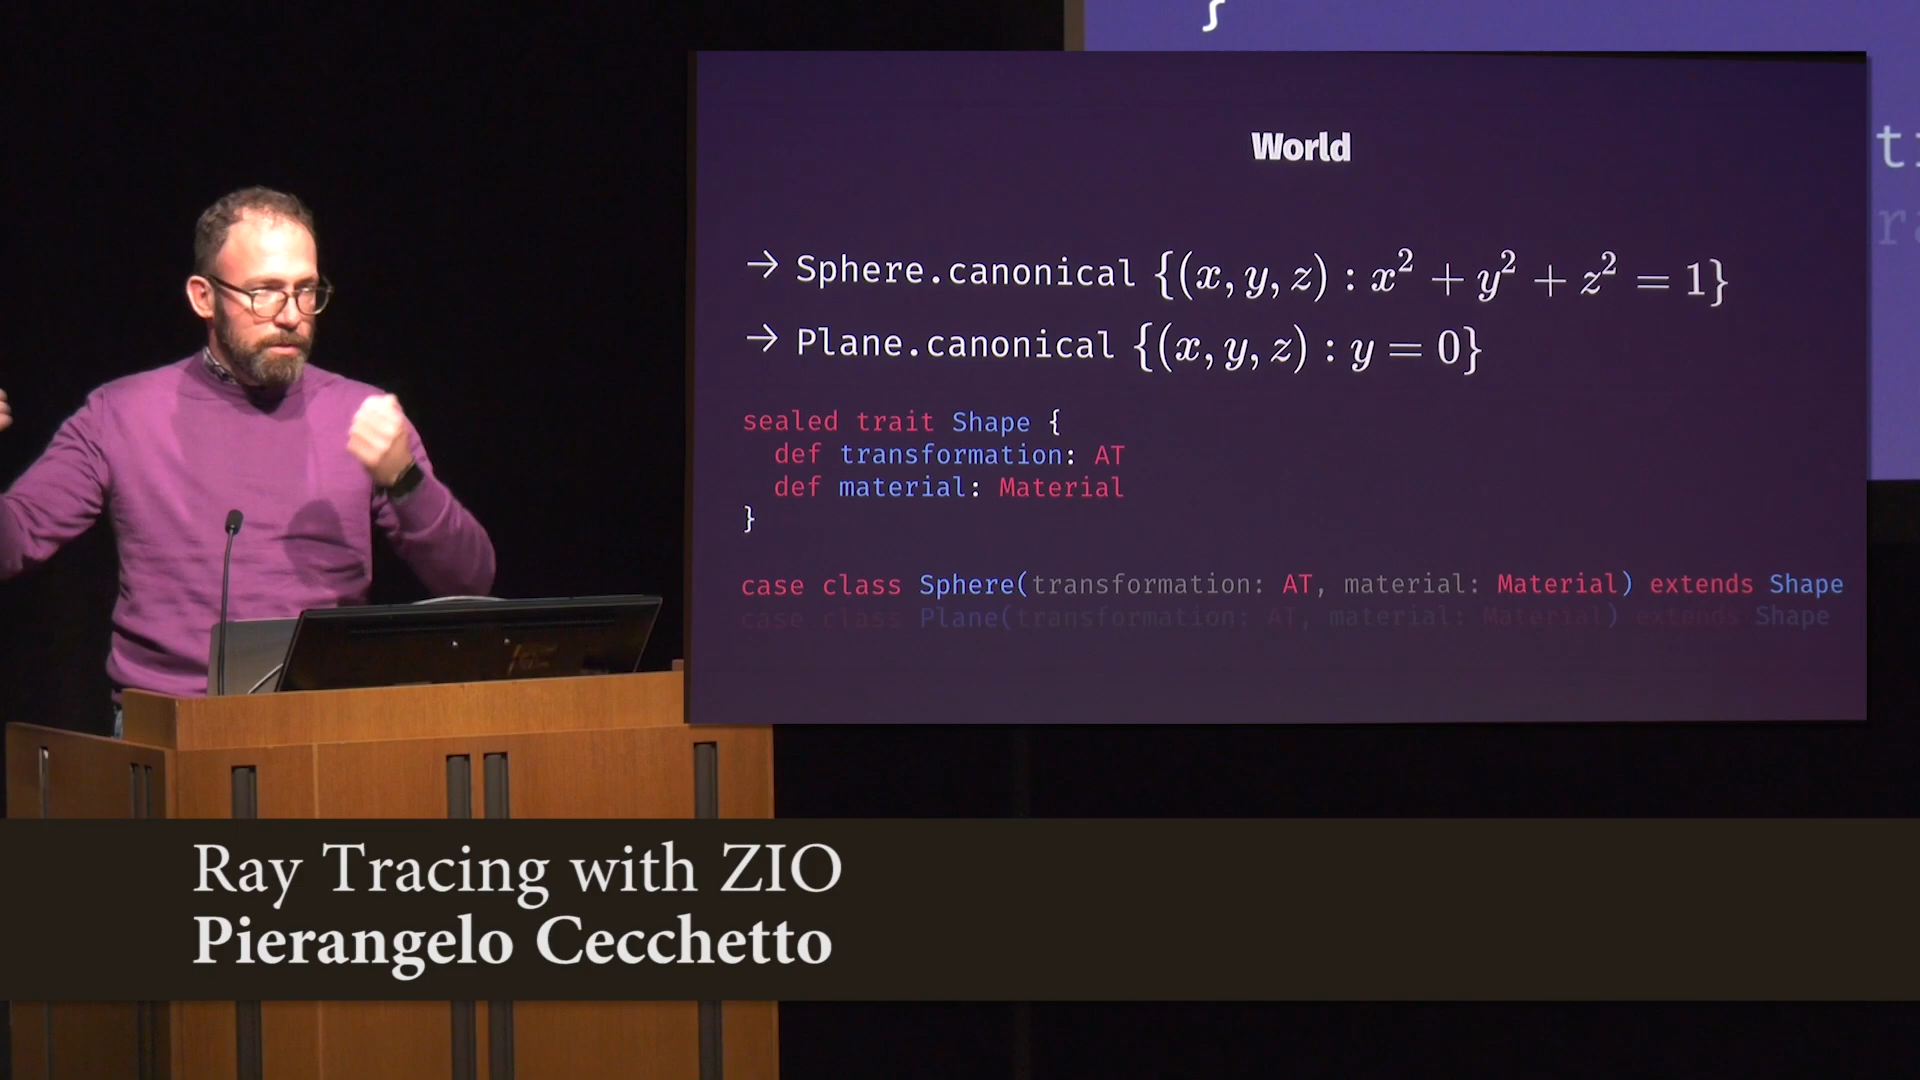 }
World
→ Sphere.canonical {(x, y, z) : x² + y² + z² = 1}
→ Plane.canonical {(x, y, z) : y = 0}
sealed trait Shape {
def transformation: AT
def material: Material
}
case class Sphere(transformation: AT, material: Material) extends Shape
case class Plane(transformation: AT, material: Material) extends Shape
Ray Tracing with ZIO
Pierangelo Cecchetto